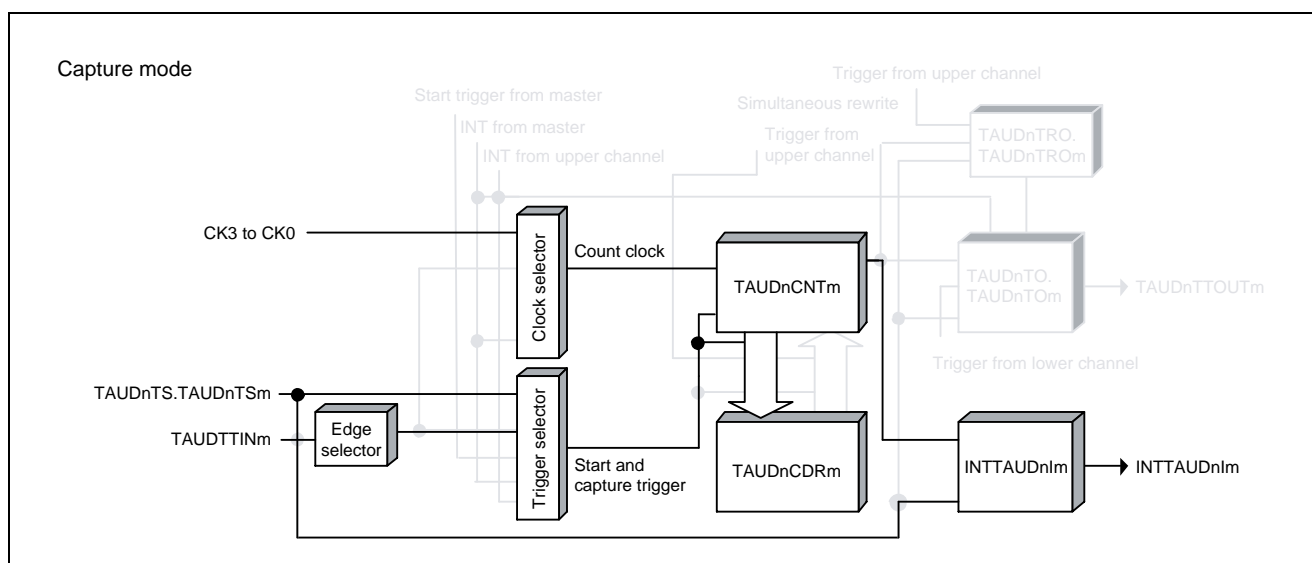 Capture mode
Trigger from upper channel
Start trigger from master
Simultaneous rewrite
INT from master
Trigger from
upper channel
INT from upper channel
TAUDnTRO.
TAUDnTROm
CK3 to CK0
Clock selector
Count clock
TAUDnCNTm
TAUDnTO.
TAUDnTOm
TAUDnTTOUTm
Trigger from lower channel
TAUDnTS.TAUDnTSm
TAUDTTINm
Edge
selector
Trigger selector
Start and
capture trigger
TAUDnCDRm
INTTAUDnIm
INTTAUDnIm